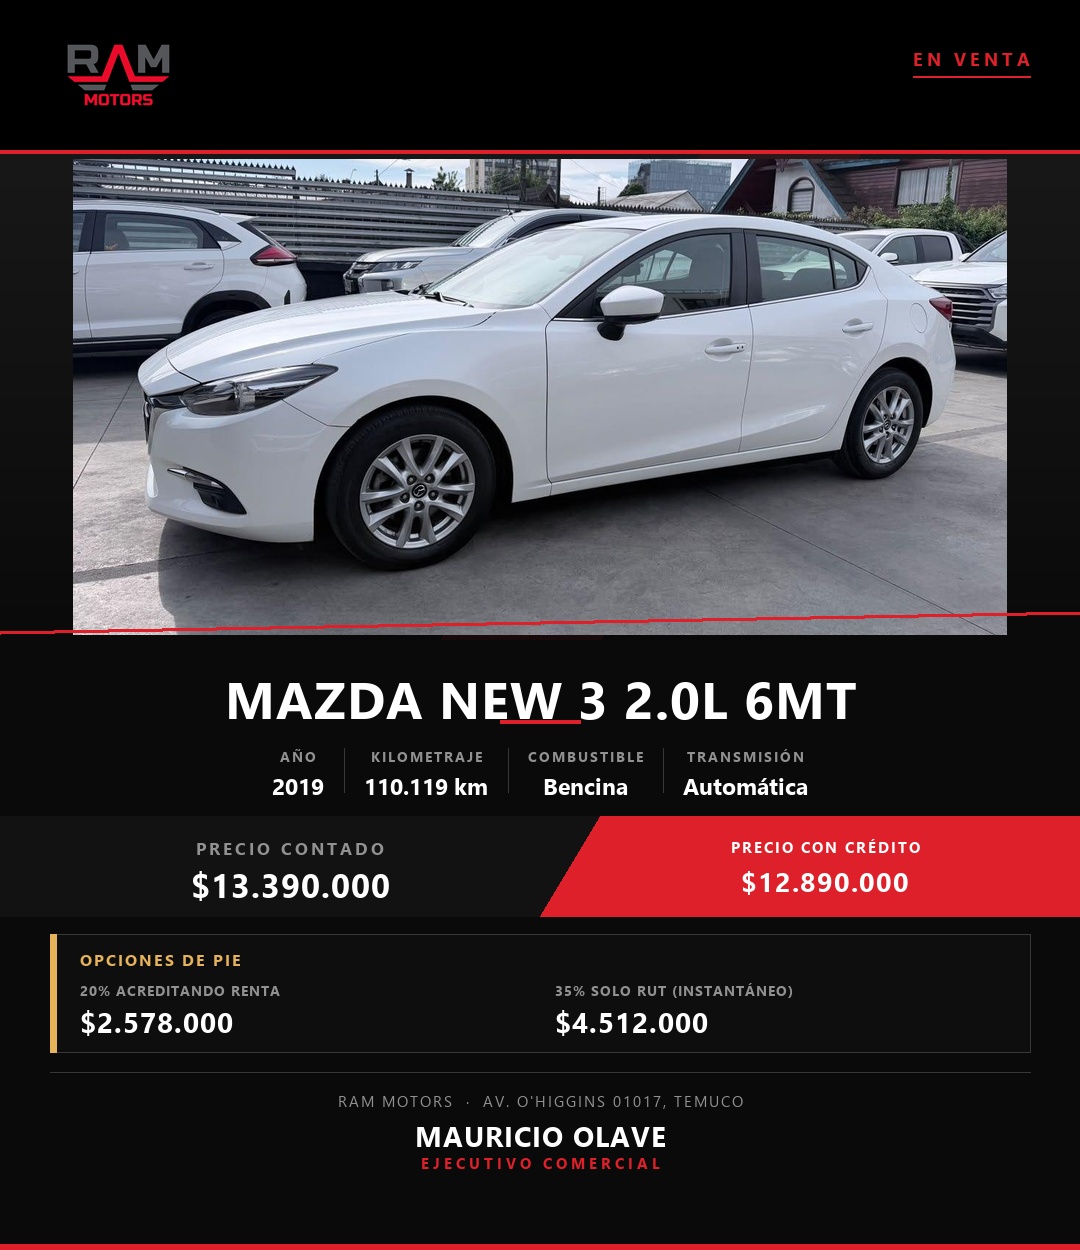 RAM
MOTORS
EN VENTA
MAZDA NEW 3 2.0L 6MT
AÑO
2019
KILOMETRAJE
110.119 km
COMBUSTIBLE
Bencina
TRANSMISIÓN
Automática
PRECIO CONTADO
$13.390.000
PRECIO CON CRÉDITO
$12.890.000
OPCIONES DE PIE
20% ACREDITANDO RENTA
$2.578.000
35% SOLO RUT (INSTANTÁNEO)
$4.512.000
RAM MOTORS · AV. O'HIGGINS 01017, TEMUCO
MAURICIO OLAVE
EJECUTIVO COMERCIAL